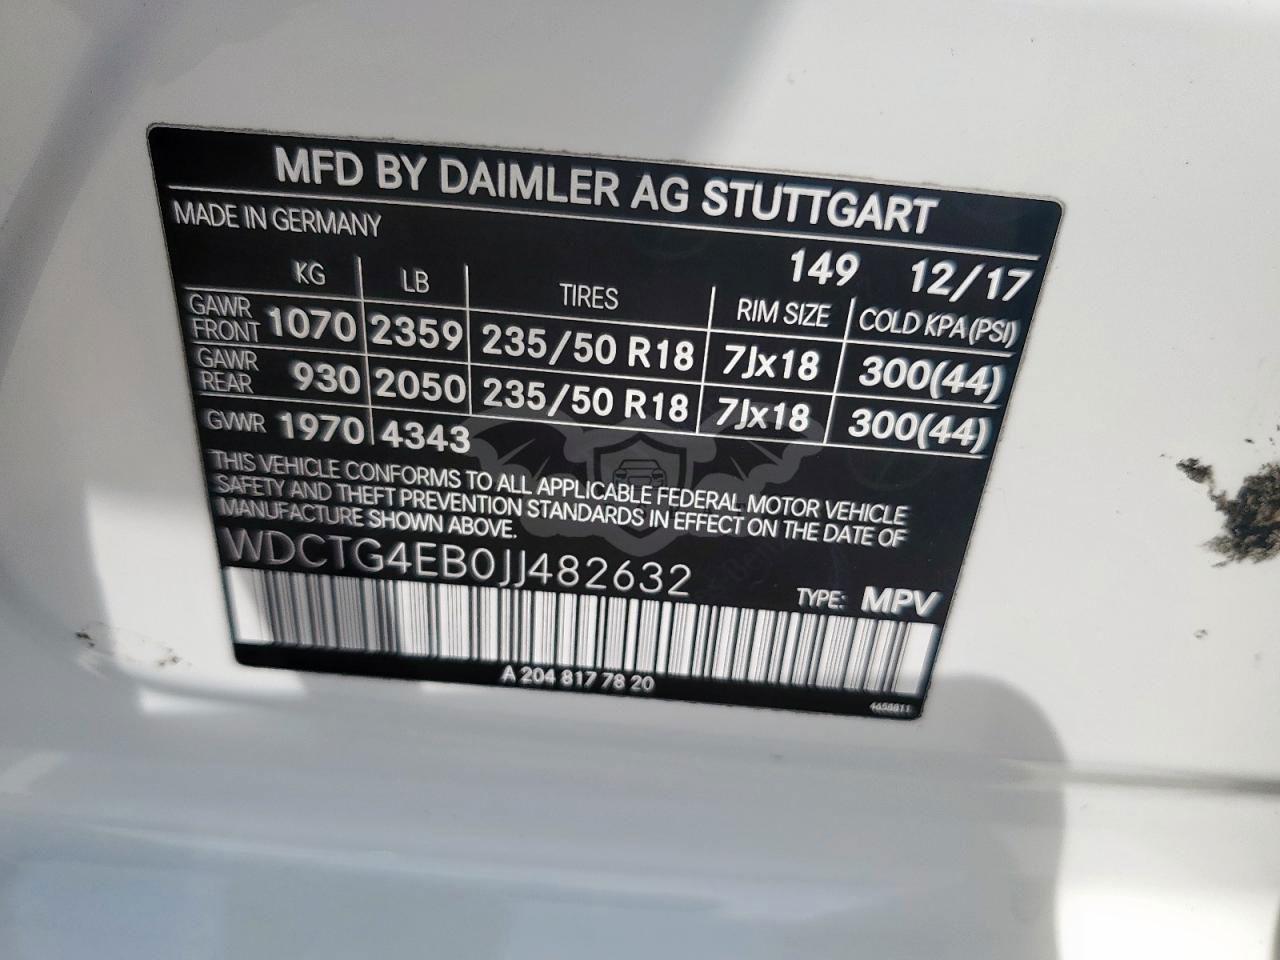 MFD BY DAIMLER AG STUTTGART
MADE IN GERMANY
149 12/17
KG LB TIRES RIM SIZE COLD KPA(PSI)
GAWR FRONT 1070 2359 235/50 R18 7Jx18 300(44)
GAWR REAR 930 2050 235/50 R18 7Jx18 300(44)
GVWR 1970 4343
THIS VEHICLE CONFORMS TO ALL APPLICABLE FEDERAL MOTOR VEHICLE
SAFETY AND THEFT PREVENTION STANDARDS IN EFFECT ON THE DATE OF
MANUFACTURE SHOWN ABOVE.
WDCTG4EB0JJ482632
TYPE: MPV
A 204 817 78 20